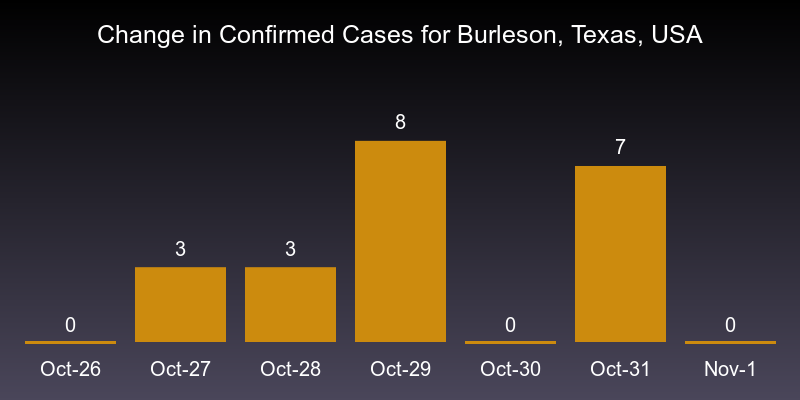 Change in Confirmed Cases for Burleson, Texas, USA
8
7
3 3
0 0 0
Oct-26 Oct-27 Oct-28 Oct-29 Oct-30 Oct-31 Nov-1